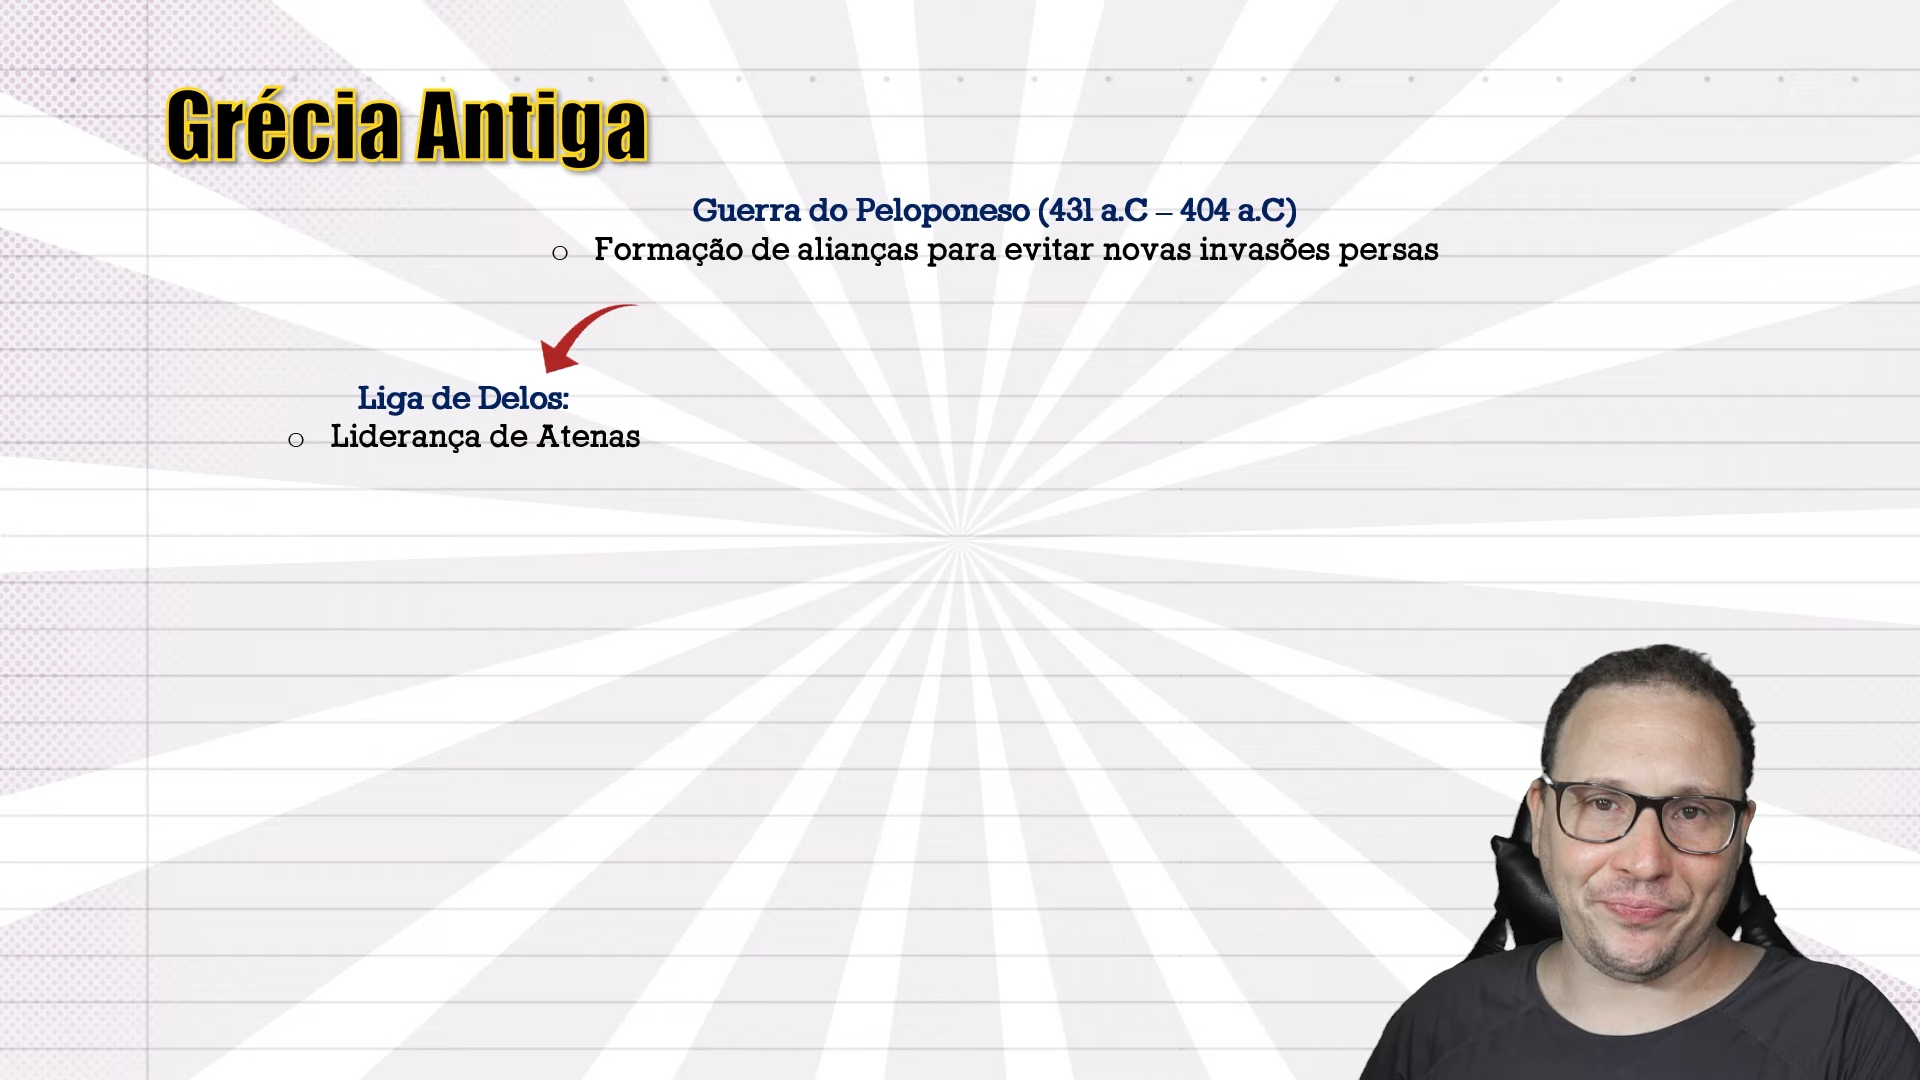 Grécia Antiga
Guerra do Peloponeso (431 a.C – 404 a.C)
o Formação de alianças para evitar novas invasões persas
Liga de Delos:
o Liderança de Atenas